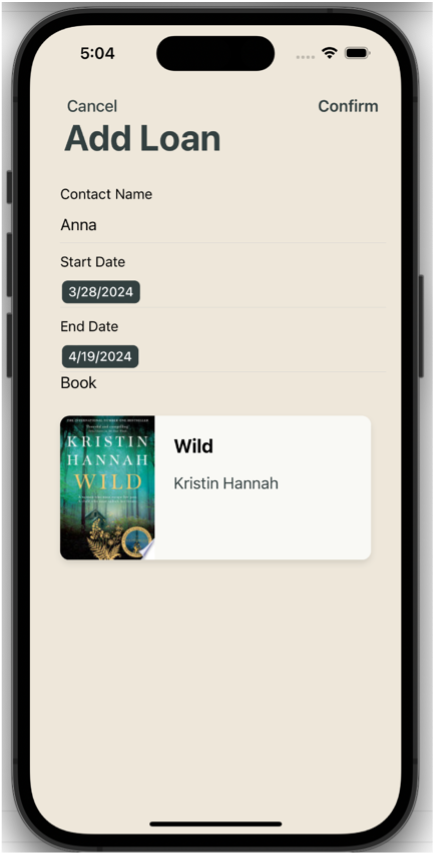 5:04
Cancel
Confirm
Add Loan
Contact Name
Anna
Start Date
3/28/2024
End Date
4/19/2024
Book
KRISTIN
HANNAH
WILD
Wild
Kristin Hannah